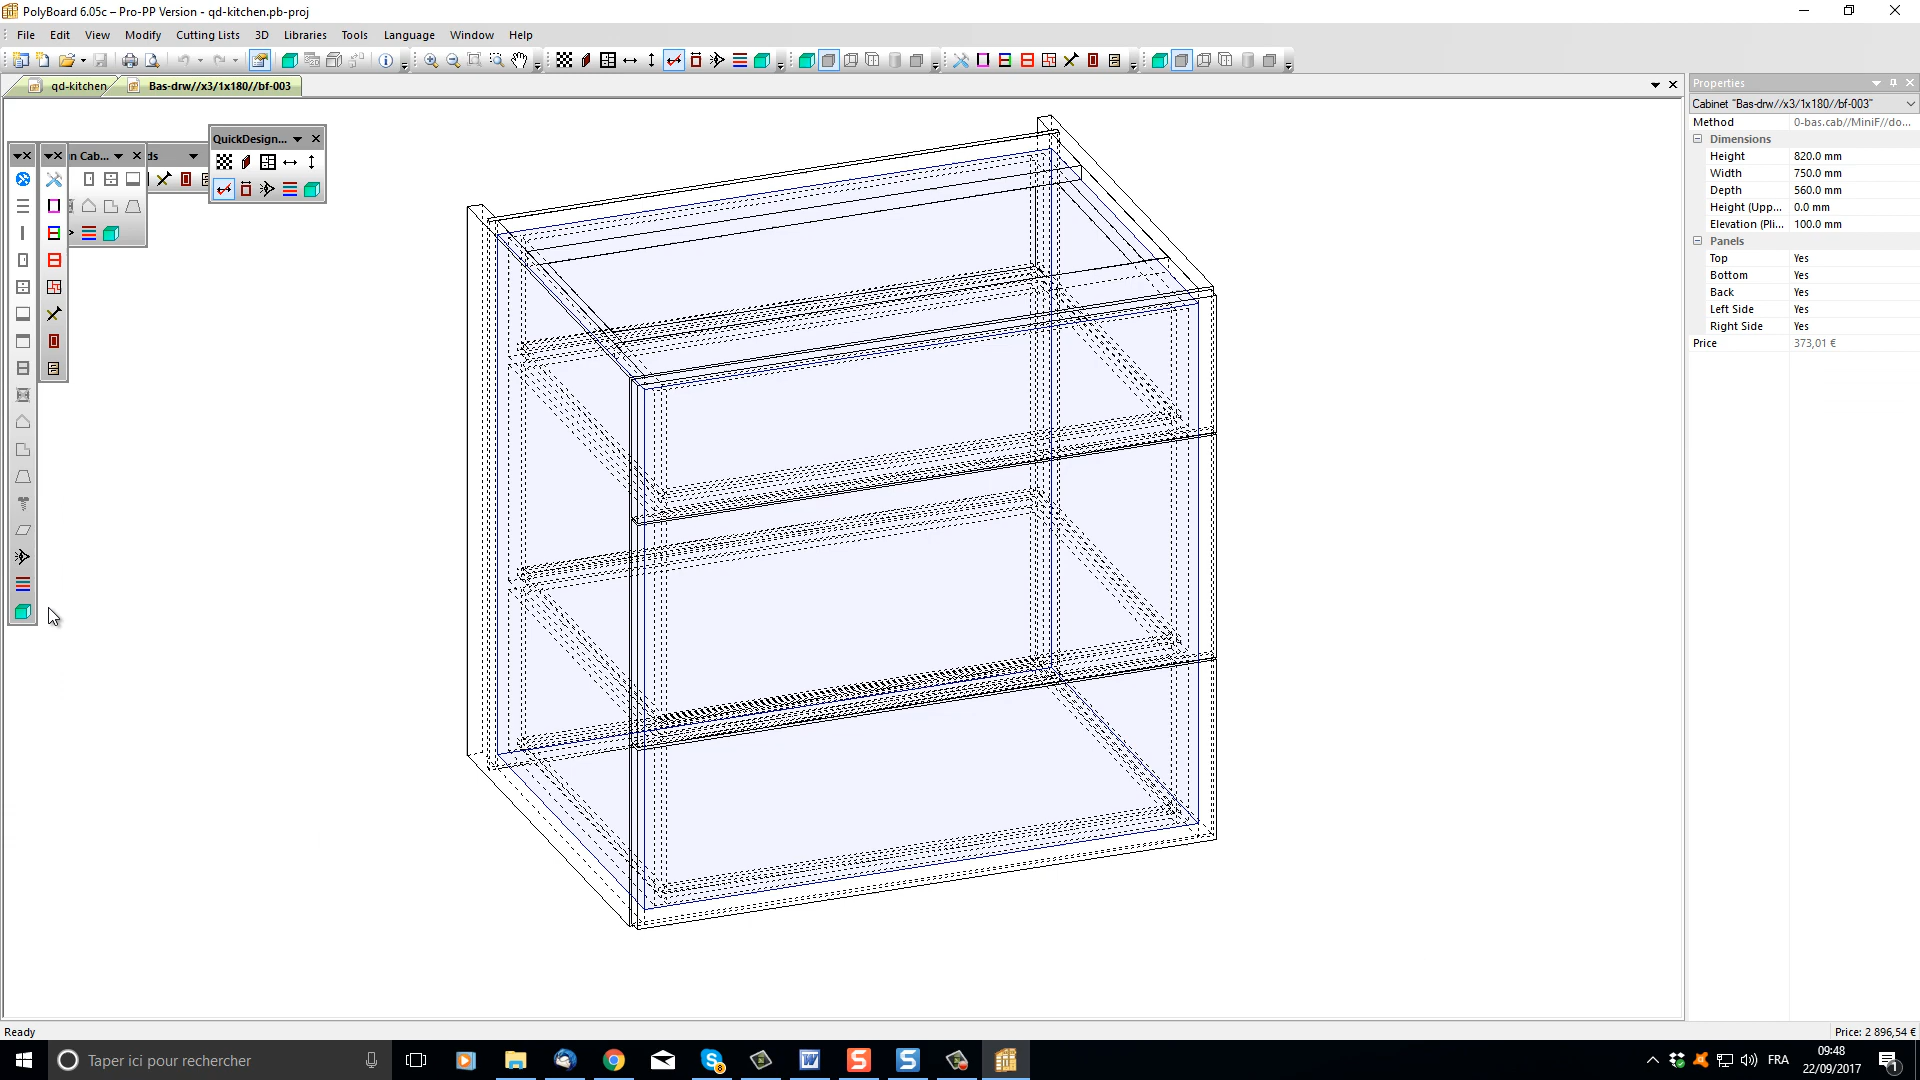 PolyBoard 6.05c – Pro-PP Version - qd-kitchen.pb-proj
File Edit View Modify Cutting Lists 3D Libraries Tools Language Window Help
qd-kitchen
Bas-drw//x3/1x180//bf-003
Properties
Cabinet "Bas-drw//x3/1x180//bf-003"
Method 0-bas.cab//MiniF//do...
Dimensions
Height 820.0 mm
Width 750.0 mm
Depth 560.0 mm
Height (Upp... 0.0 mm
Elevation (Pli... 100.0 mm
Panels
Top Yes
Bottom Yes
Back Yes
Left Side Yes
Right Side Yes
Price 373,01 €
QuickDesign...
n Cab...
ds
Ready
Price: 2 896,54 €
Taper ici pour rechercher
FRA
09:48
22/09/2017